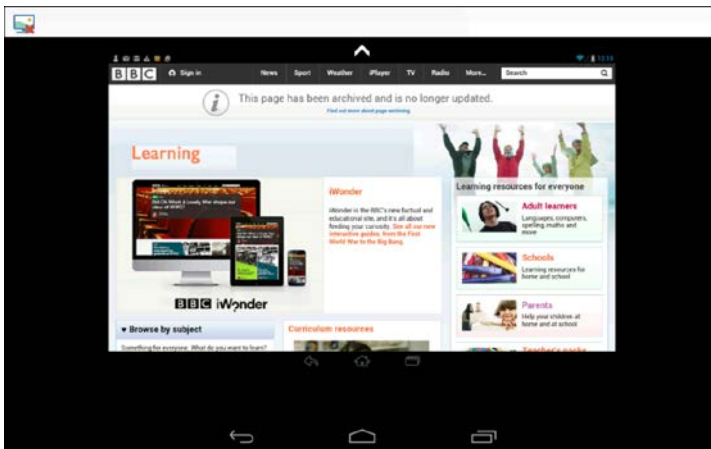 BBC
Sign in
News Sport Weather iPlayer TV Radio More... Search
This page has been archived and is no longer updated.
Find out more about page archiving
Learning
Learning resources for everyone
iWonder
iWonder is the BBC's new factual and
educational site, and it's all about
feeding your curiosity. See all our new
interactive guides, from the First
World War to the Big Bang.
BBC iWonder
Adult learners
Languages, computers,
spelling, maths and
more
Schools
Learning resources for
home and school
Parents
Help your children at
home and at school
Teacher's packs
Browse by subject
Something for everyone. What do you want to learn?
Curriculum resources